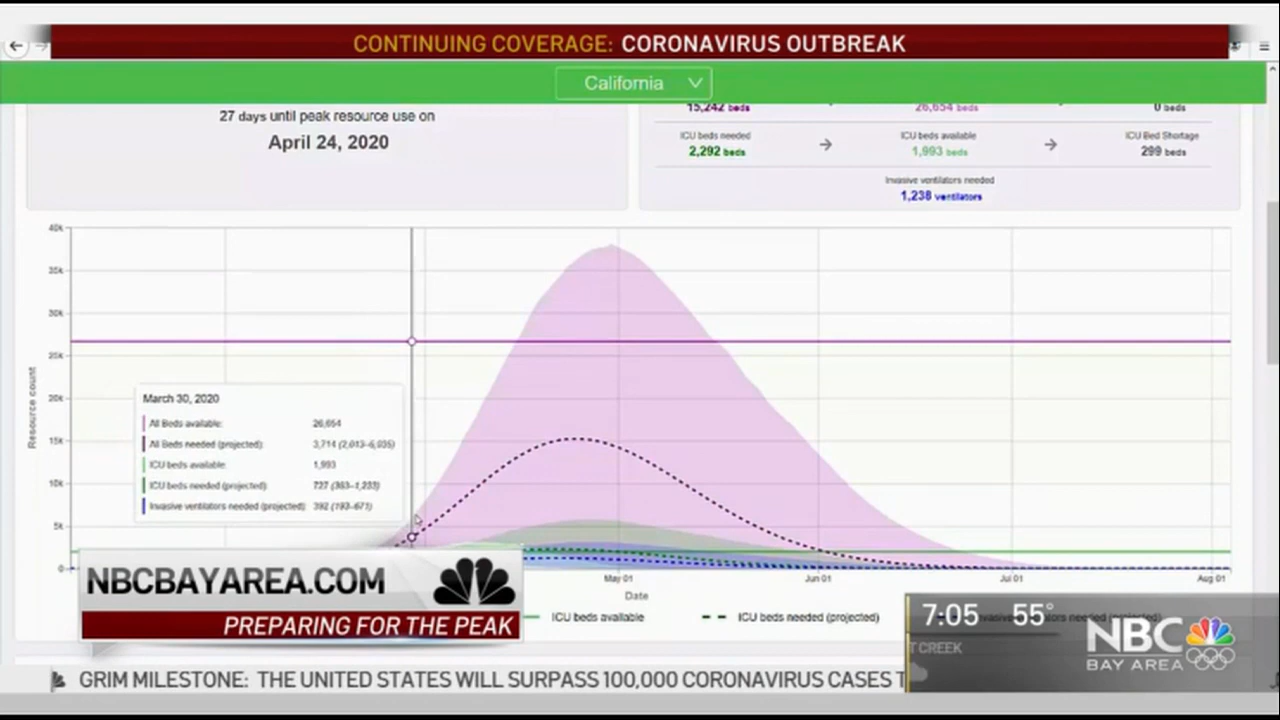 CONTINUING COVERAGE: CORONAVIRUS OUTBREAK
California
27 days until peak resource use on
April 24, 2020
15,242 beds → 26,654 beds → 0 beds
ICU beds needed ICU beds available ICU Bed Shortage
2,292 beds → 1,993 beds → 299 beds
Invasive ventilators needed
1,238 ventilators
40k
35k
30k
25k
20k
15k
10k
5k
0
Resource count
March 30, 2020
All Beds available: 26,654
All Beds needed (projected): 3,714 (2,013–6,035)
ICU beds available: 1,993
ICU beds needed (projected): 727 (383–1,233)
Invasive ventilators needed (projected): 392 (193–671)
May 01 Jun 01 Jul 01 Aug 01
Date
ICU beds available ICU beds needed (projected)
NBCBAYAREA.COM
PREPARING FOR THE PEAK
7:05 55°
T CREEK
NBC
BAY AREA
GRIM MILESTONE: THE UNITED STATES WILL SURPASS 100,000 CORONAVIRUS CASES T